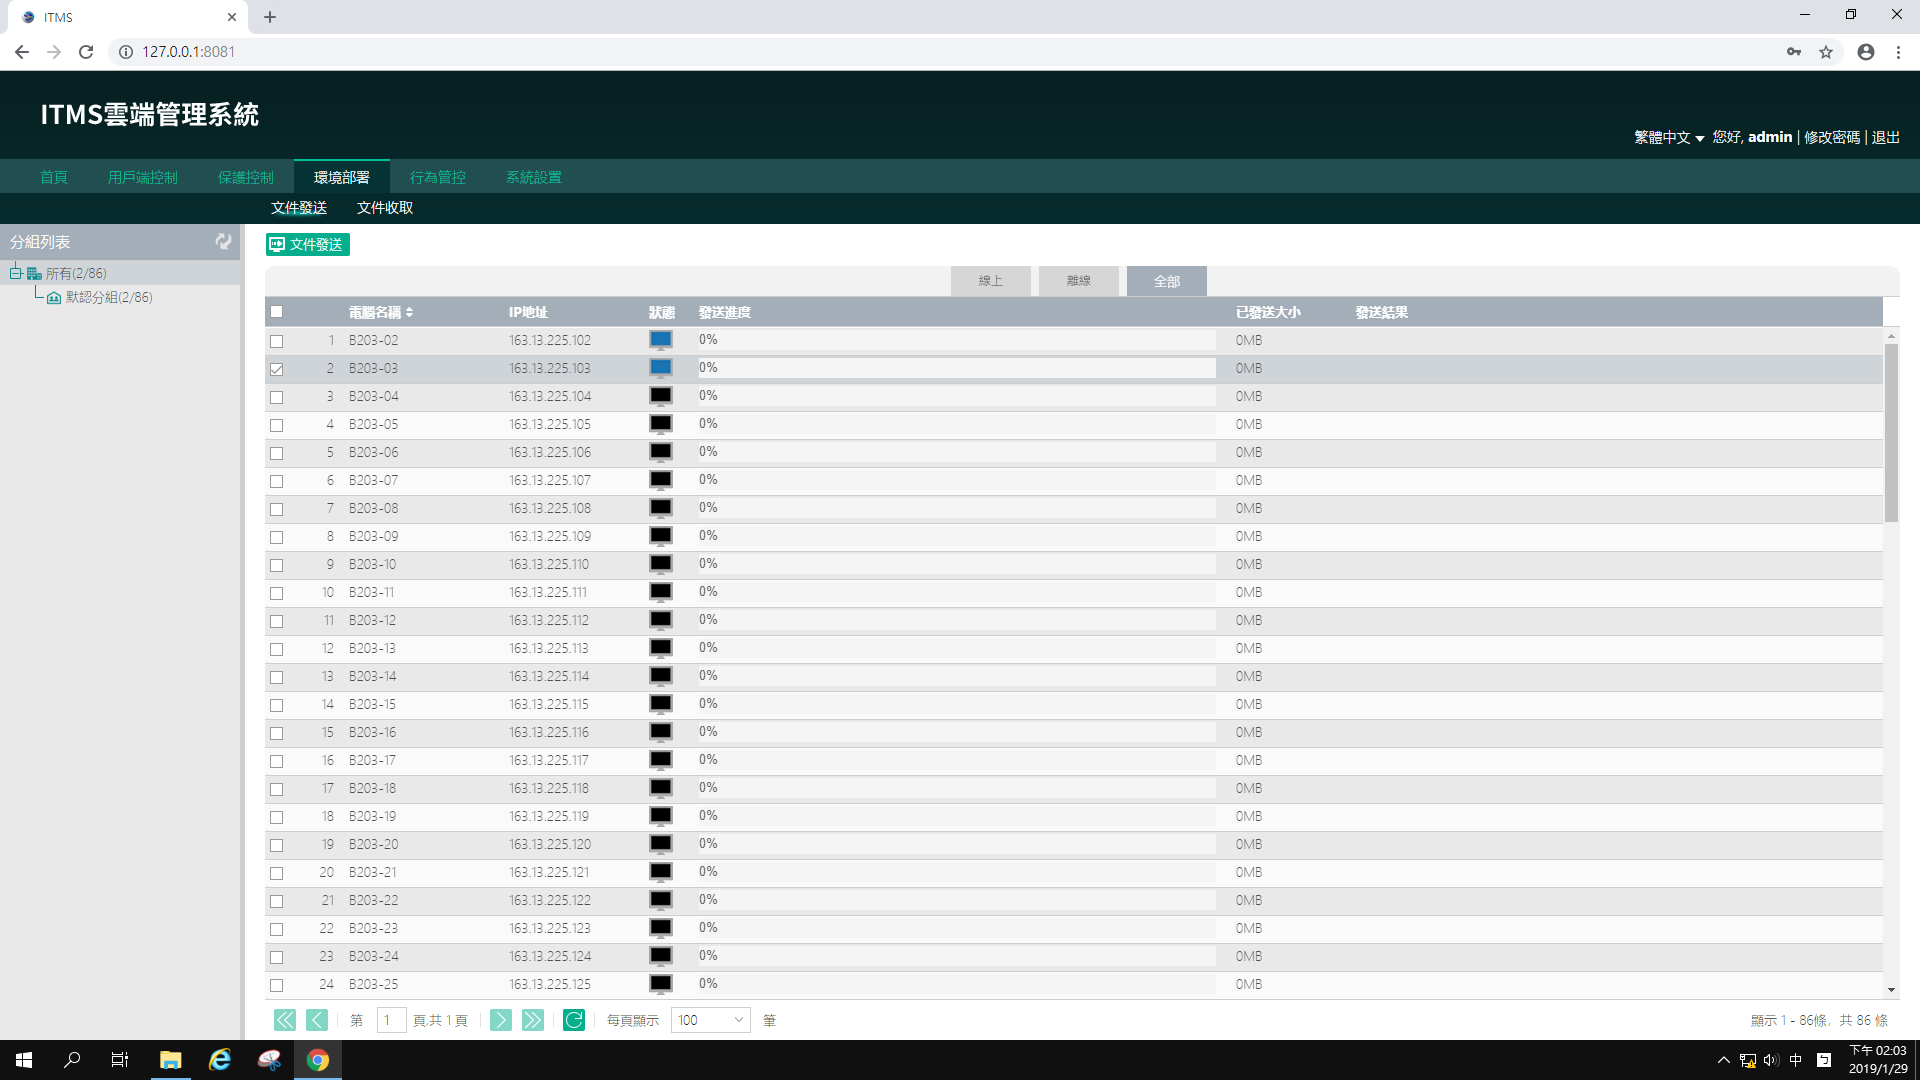 ITMS
127.0.0.1:8081
ITMS雲端管理系統
繁體中文 您好, admin | 修改密碼 | 退出
首頁 用戶端控制 保護控制 環境部署 行為管控 系統設置
文件發送 文件收取
分組列表
所有(2/86)
默認分組(2/86)
文件發送
線上 離線 全部
電腦名稱 IP地址 狀態 發送進度 已發送大小 發送結果
1 B203-02 163.13.225.102 0% 0MB
2 B203-03 163.13.225.103 0% 0MB
3 B203-04 163.13.225.104 0% 0MB
4 B203-05 163.13.225.105 0% 0MB
5 B203-06 163.13.225.106 0% 0MB
6 B203-07 163.13.225.107 0% 0MB
7 B203-08 163.13.225.108 0% 0MB
8 B203-09 163.13.225.109 0% 0MB
9 B203-10 163.13.225.110 0% 0MB
10 B203-11 163.13.225.111 0% 0MB
11 B203-12 163.13.225.112 0% 0MB
12 B203-13 163.13.225.113 0% 0MB
13 B203-14 163.13.225.114 0% 0MB
14 B203-15 163.13.225.115 0% 0MB
15 B203-16 163.13.225.116 0% 0MB
16 B203-17 163.13.225.117 0% 0MB
17 B203-18 163.13.225.118 0% 0MB
18 B203-19 163.13.225.119 0% 0MB
19 B203-20 163.13.225.120 0% 0MB
20 B203-21 163.13.225.121 0% 0MB
21 B203-22 163.13.225.122 0% 0MB
22 B203-23 163.13.225.123 0% 0MB
23 B203-24 163.13.225.124 0% 0MB
24 B203-25 163.13.225.125 0% 0MB
第 1 頁,共 1 頁 每頁顯示 100 筆 顯示 1 - 86條, 共 86 條
中
下午 02:03
2019/1/29